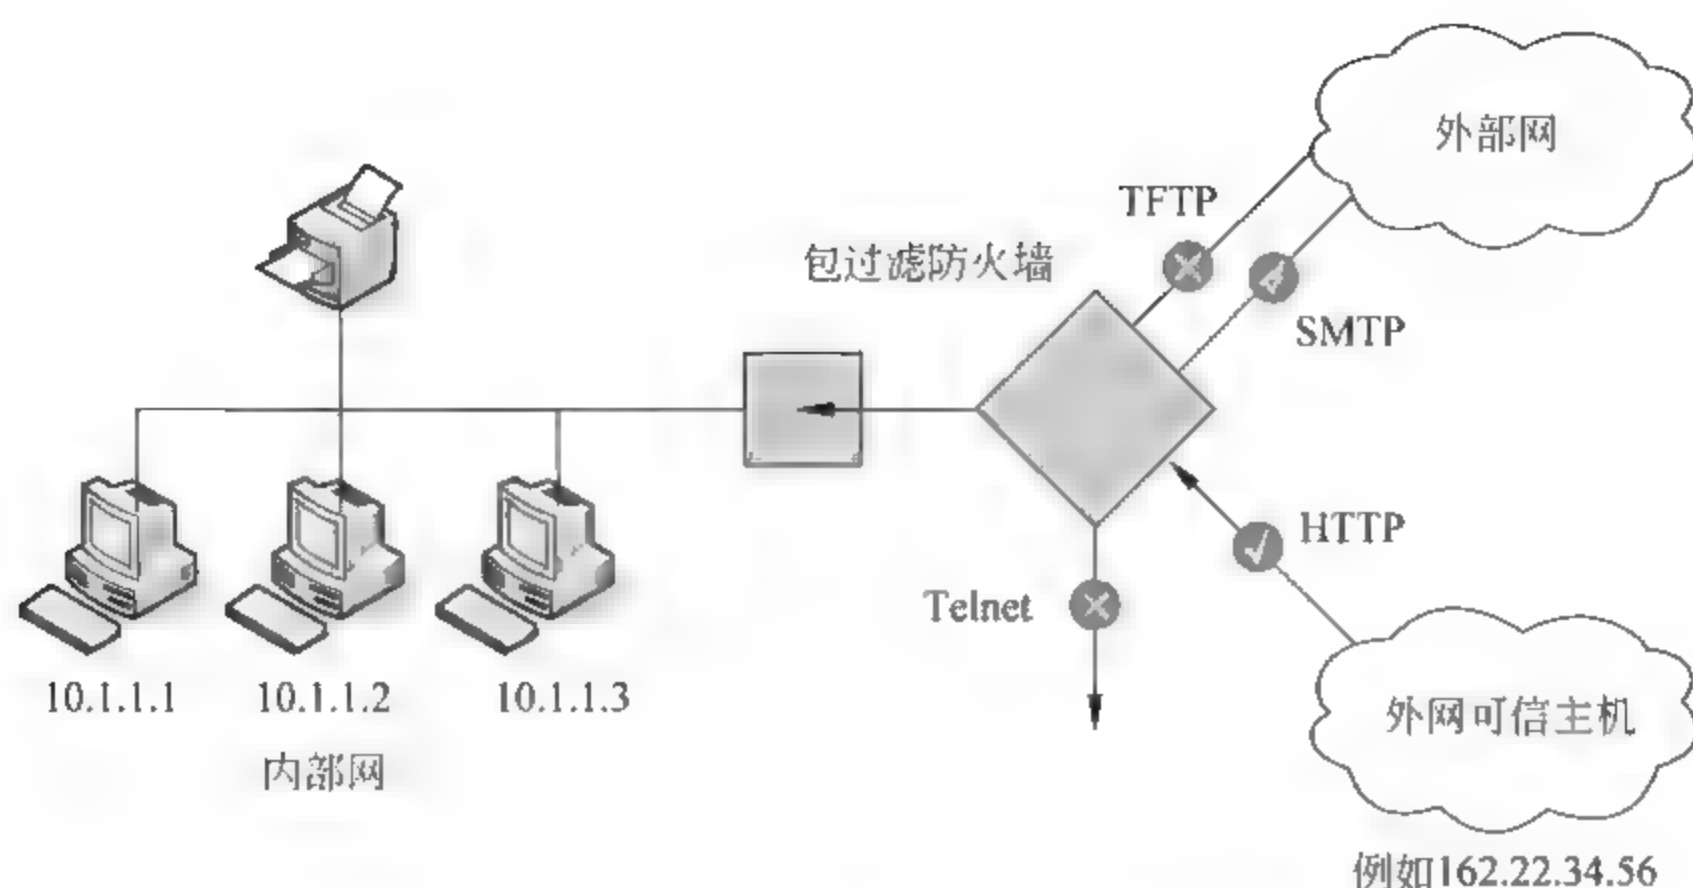 外部网
TFTP
包过滤防火墙
SMTP
HTTP
Telnet
10.1.1.1
10.1.1.2
10.1.1.3
内部网
外网可信主机
例如162.22.34.56